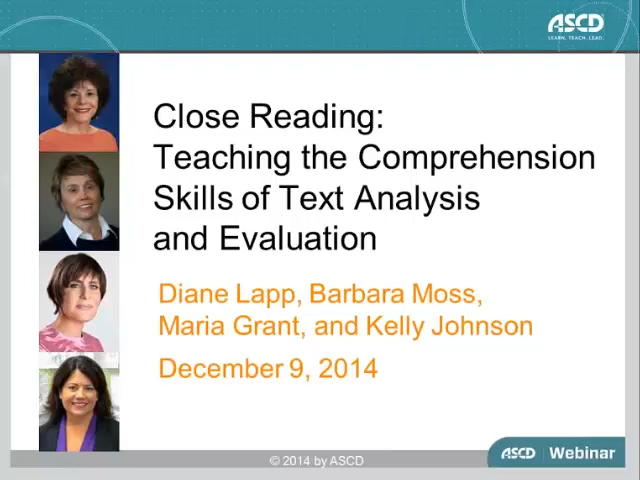 ASCD
LEARN. TEACH. LEAD.
Close Reading:
Teaching the Comprehension
Skills of Text Analysis
and Evaluation
Diane Lapp, Barbara Moss,
Maria Grant, and Kelly Johnson
December 9, 2014
© 2014 by ASCD
ASCD Webinar